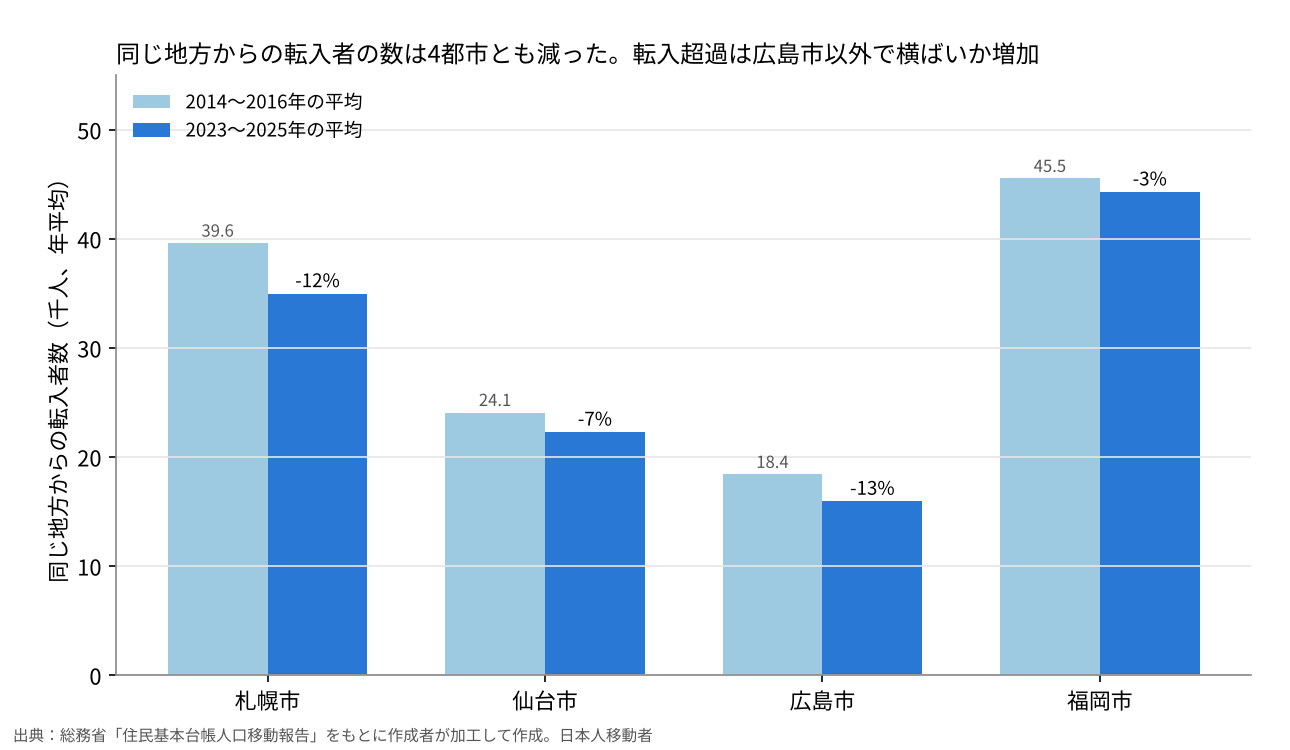 同じ地方からの転入者の数は4都市とも減った。転入超過は広島市以外で横ばいか増加
2014～2016年の平均
2023～2025年の平均
同じ地方からの転入者数（千人、年平均）
50
40
30
20
10
0
39.6
-12%
24.1
-7%
18.4
-13%
45.5
-3%
札幌市
仙台市
広島市
福岡市
出典：総務省「住民基本台帳人口移動報告」をもとに作成者が加工して作成。日本人移動者